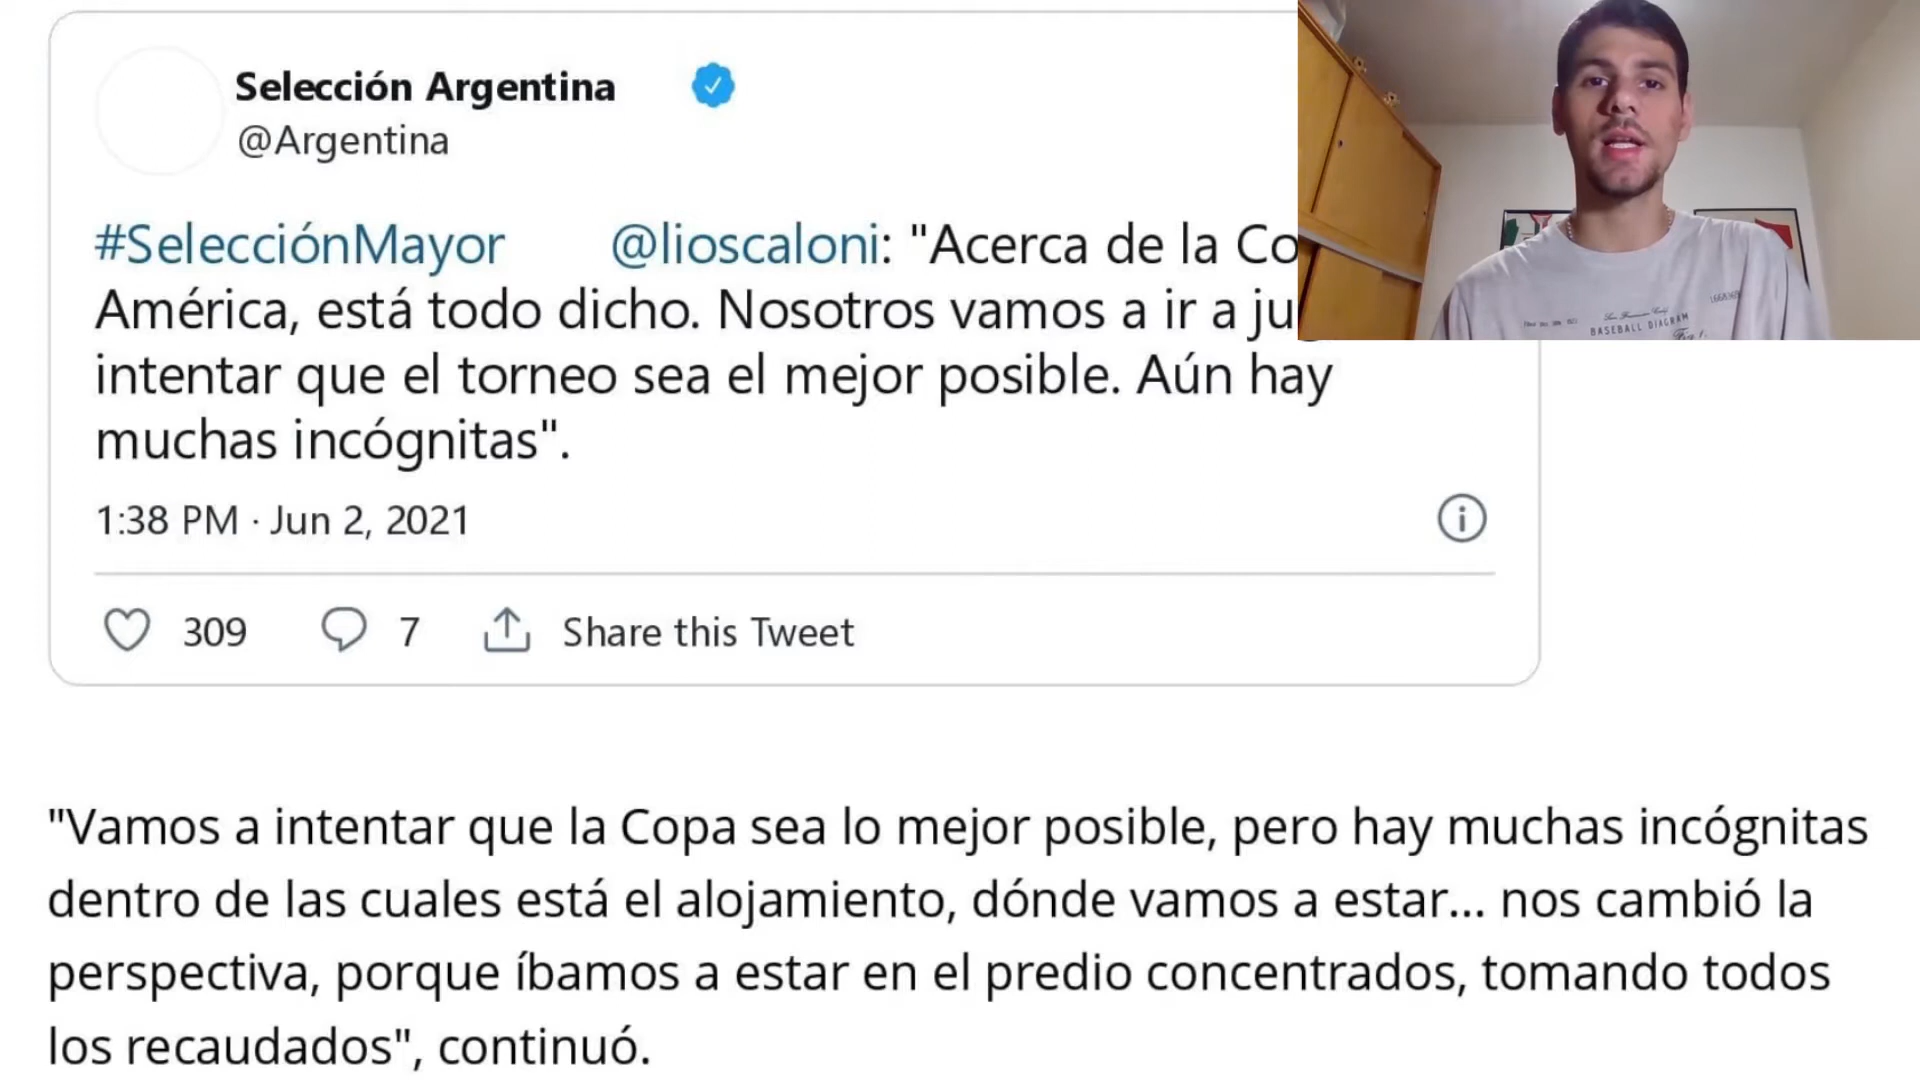 Selección Argentina
@Argentina
#SelecciónMayor @lioscaloni: "Acerca de la Co
América, está todo dicho. Nosotros vamos a ir a ju
intentar que el torneo sea el mejor posible. Aún hay
muchas incógnitas".
1:38 PM · Jun 2, 2021
309 7 Share this Tweet
"Vamos a intentar que la Copa sea lo mejor posible, pero hay muchas incógnitas
dentro de las cuales está el alojamiento, dónde vamos a estar... nos cambió la
perspectiva, porque íbamos a estar en el predio concentrados, tomando todos
los recaudados", continuó.
BASEBALL DIAGRAM